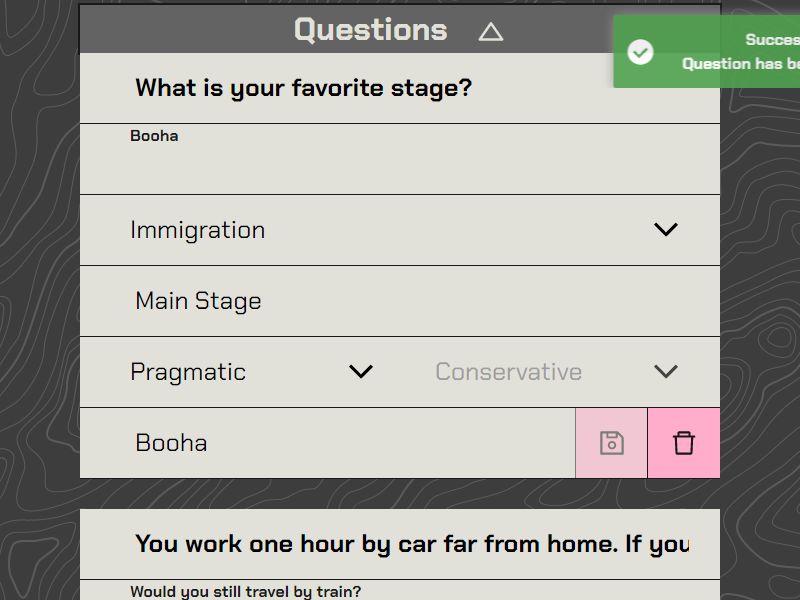 Questions
Succes
Question has be
What is your favorite stage?
Booha
Immigration
Main Stage
Pragmatic
Conservative
Booha
You work one hour by car far from home. If you
Would you still travel by train?